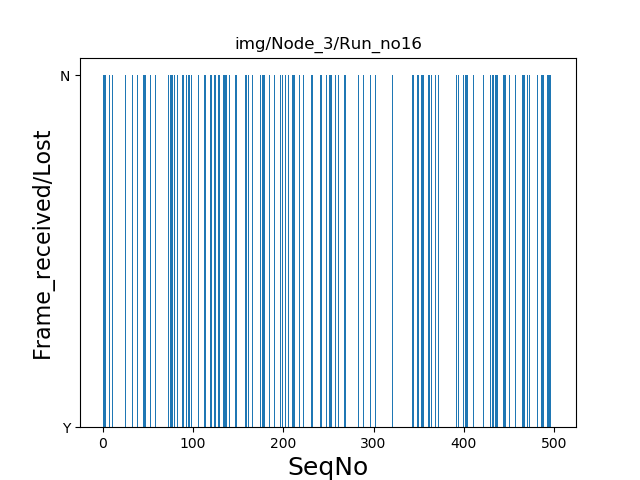 img/Node_3/Run_no16
N
Frame_received/Lost
Y
0 100 200 300 400 500
SeqNo